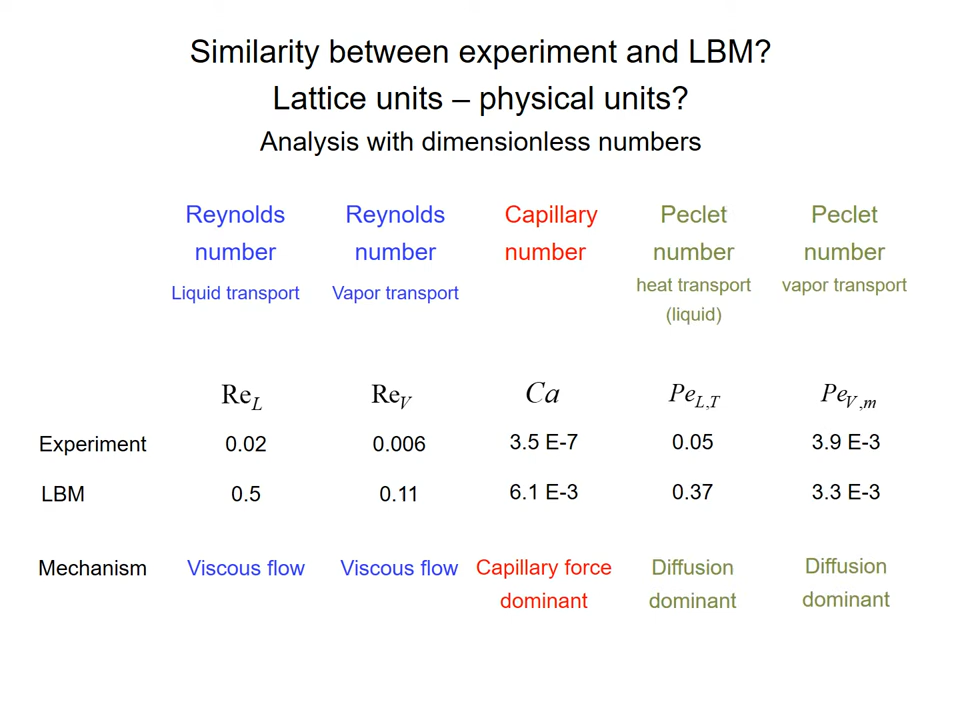 Similarity between experiment and LBM?
Lattice units – physical units?
Analysis with dimensionless numbers
Reynolds Reynolds Capillary Peclet Peclet
number number number number number
Liquid transport Vapor transport heat transport vapor transport
(liquid)
Re_L Re_V Ca Pe_{L,T} Pe_{V,m}
Experiment 0.02 0.006 3.5 E-7 0.05 3.9 E-3
LBM 0.5 0.11 6.1 E-3 0.37 3.3 E-3
Mechanism Viscous flow Viscous flow Capillary force Diffusion Diffusion
dominant dominant dominant